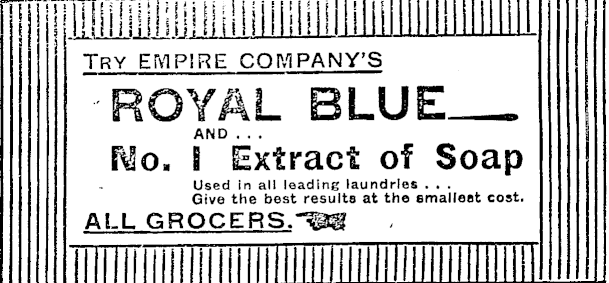 TRY EMPIRE COMPANY'S
ROYAL BLUE
AND . . .
No. 1 Extract of Soap
Used in all leading laundries . . .
Give the best results at the smallest cost.
ALL GROCERS.